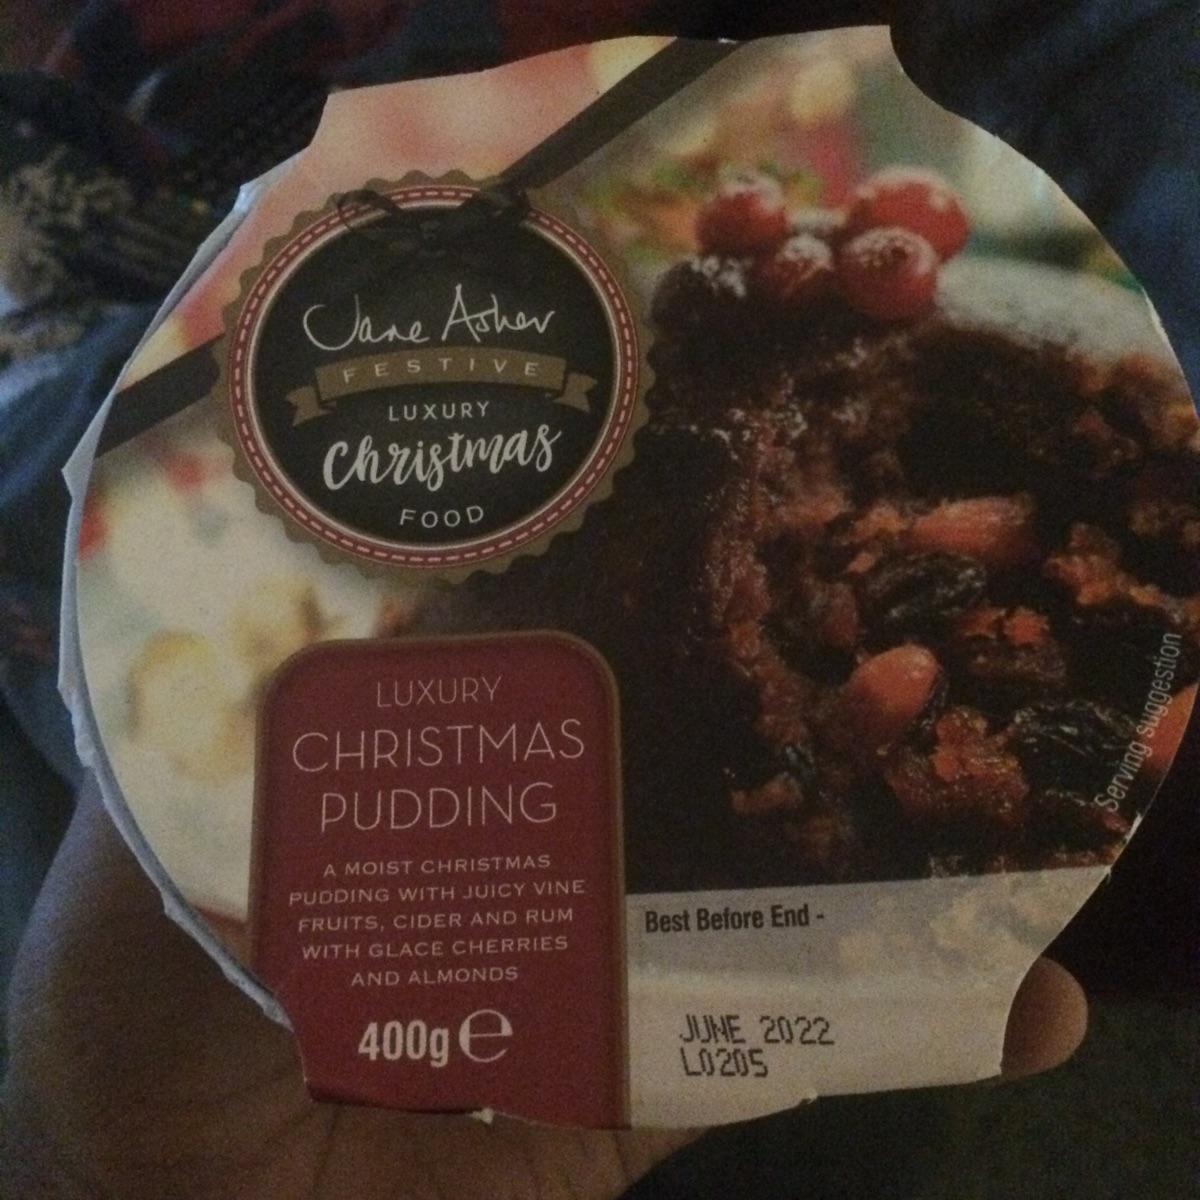 Jane Asher
FESTIVE
LUXURY
Christmas
FOOD
LUXURY
CHRISTMAS
PUDDING
A MOIST CHRISTMAS
PUDDING WITH JUICY VINE
FRUITS, CIDER AND RUM
WITH GLACE CHERRIES
AND ALMONDS
400g e
Serving suggestion
Best Before End -
JUNE 2022
L0205